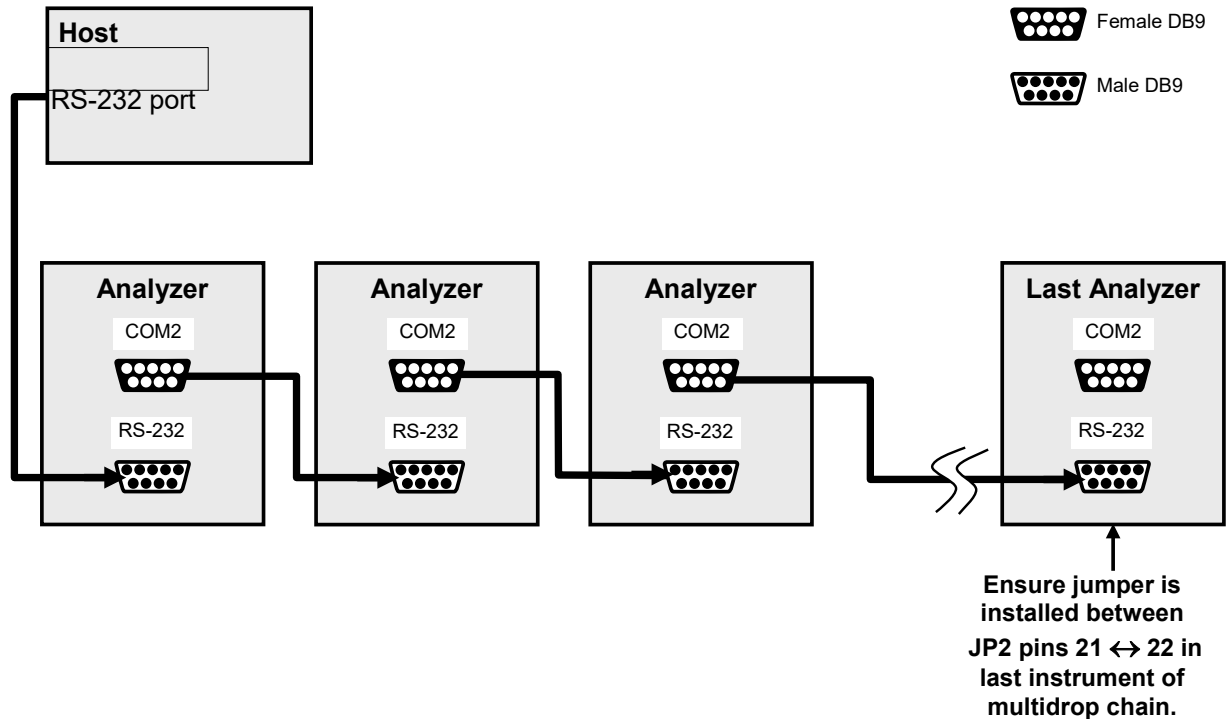 Host
RS-232 port
Female DB9
Male DB9
Analyzer
COM2
RS-232
Analyzer
COM2
RS-232
Analyzer
COM2
RS-232
Last Analyzer
COM2
RS-232
Ensure jumper is
installed between
JP2 pins 21 ↔ 22 in
last instrument of
multidrop chain.